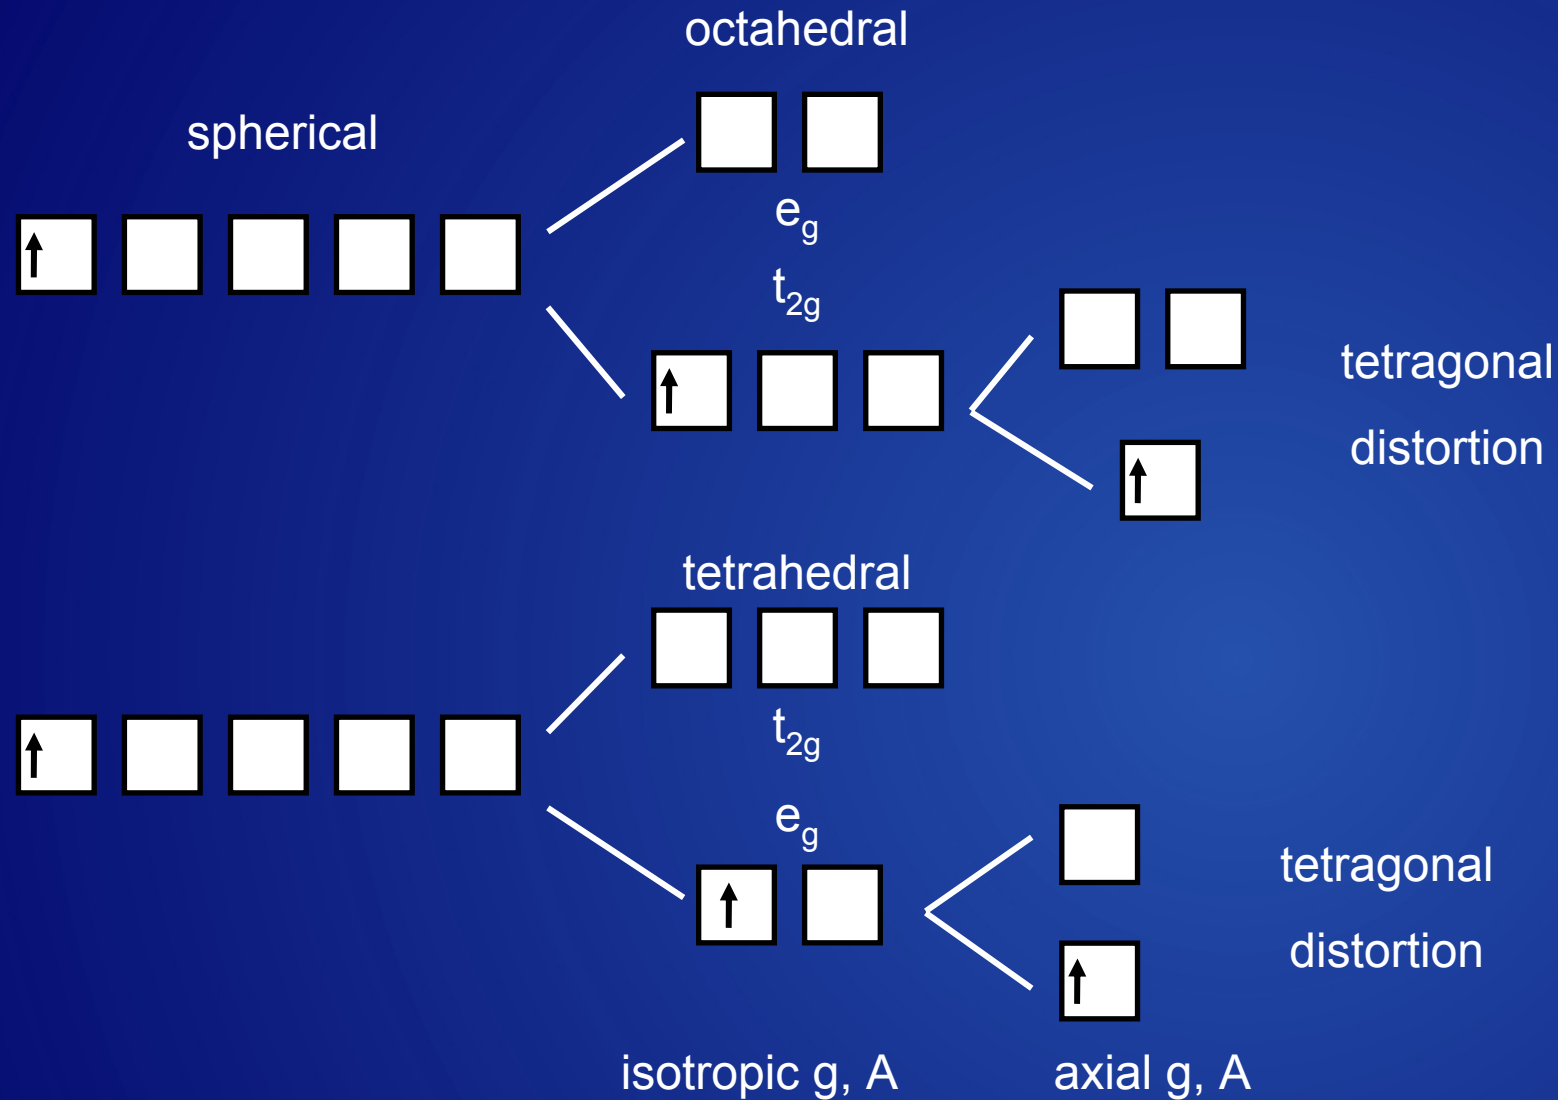 octahedral
spherical
e_g
t_2g
tetragonal
distortion
tetrahedral
t_2g
e_g
tetragonal
distortion
isotropic g, A
axial g, A